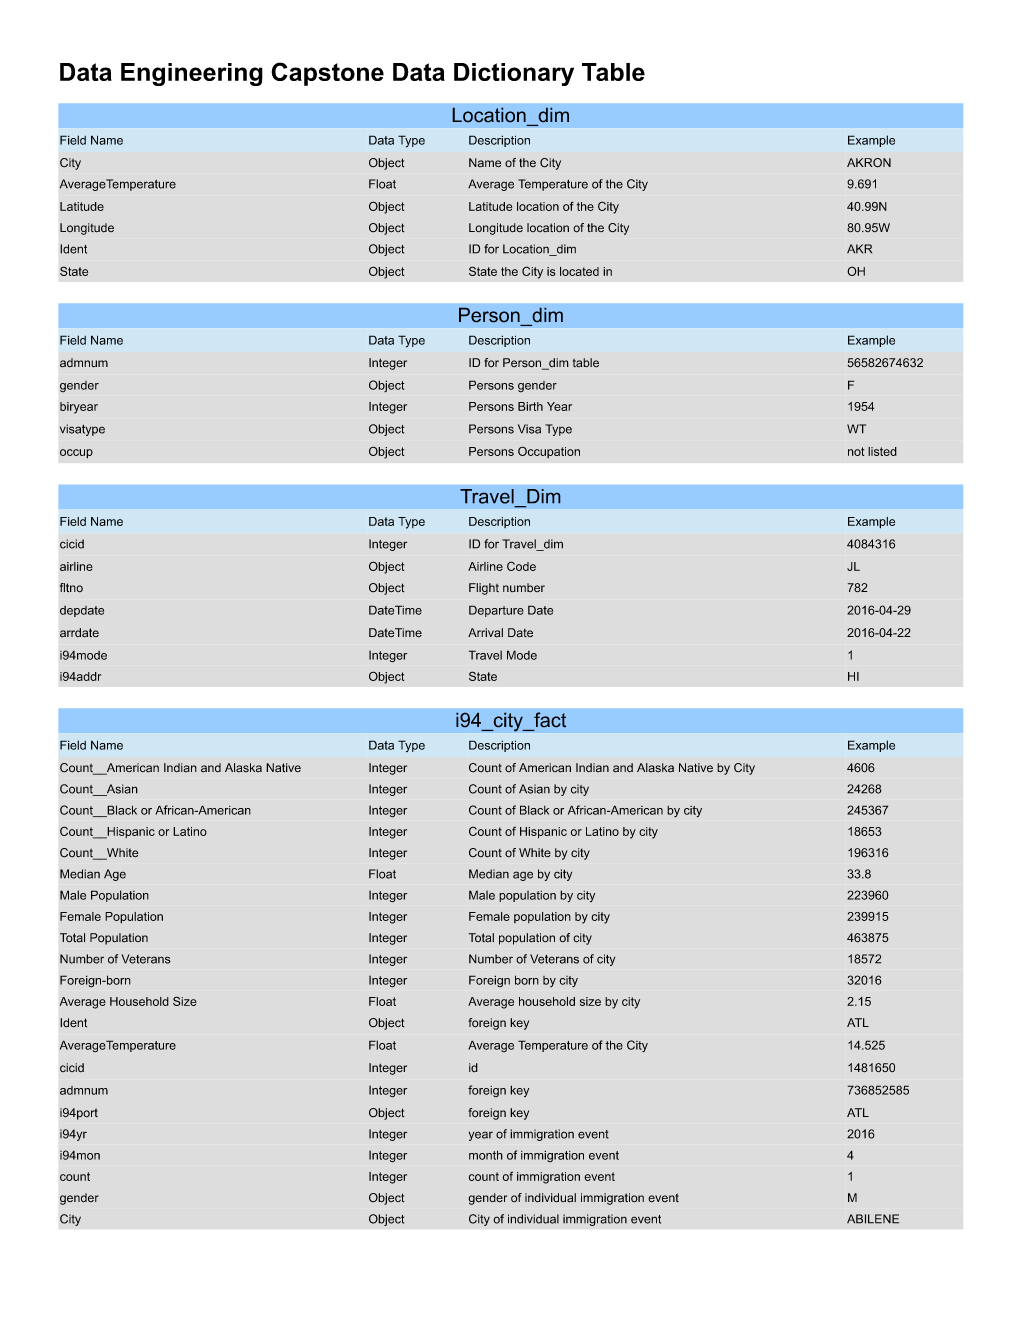 Data Engineering Capstone Data Dictionary Table
Location_dim
Field Name Data Type Description Example
City Object Name of the City AKRON
AverageTemperature Float Average Temperature of the City 9.691
Latitude Object Latitude location of the City 40.99N
Longitude Object Longitude location of the City 80.95W
Ident Object ID for Location_dim AKR
State Object State the City is located in OH
Person_dim
Field Name Data Type Description Example
admnum Integer ID for Person_dim table 56582674632
gender Object Persons gender F
biryear Integer Persons Birth Year 1954
visatype Object Persons Visa Type WT
occup Object Persons Occupation not listed
Travel_Dim
Field Name Data Type Description Example
cicid Integer ID for Travel_dim 4084316
airline Object Airline Code JL
fltno Object Flight number 782
depdate DateTime Departure Date 2016-04-29
arrdate DateTime Arrival Date 2016-04-22
i94mode Integer Travel Mode 1
i94addr Object State HI
i94_city_fact
Field Name Data Type Description Example
Count__American Indian and Alaska Native Integer Count of American Indian and Alaska Native by City 4606
Count__Asian Integer Count of Asian by city 24268
Count__Black or African-American Integer Count of Black or African-American by city 245367
Count__Hispanic or Latino Integer Count of Hispanic or Latino by city 18653
Count__White Integer Count of White by city 196316
Median Age Float Median age by city 33.8
Male Population Integer Male population by city 223960
Female Population Integer Female population by city 239915
Total Population Integer Total population of city 463875
Number of Veterans Integer Number of Veterans of city 18572
Foreign-born Integer Foreign born by city 32016
Average Household Size Float Average household size by city 2.15
Ident Object foreign key ATL
AverageTemperature Float Average Temperature of the City 14.525
cicid Integer id 1481650
admnum Integer foreign key 736852585
i94port Object foreign key ATL
i94yr Integer year of immigration event 2016
i94mon Integer month of immigration event 4
count Integer count of immigration event 1
gender Object gender of individual immigration event M
City Object City of individual immigration event ABILENE